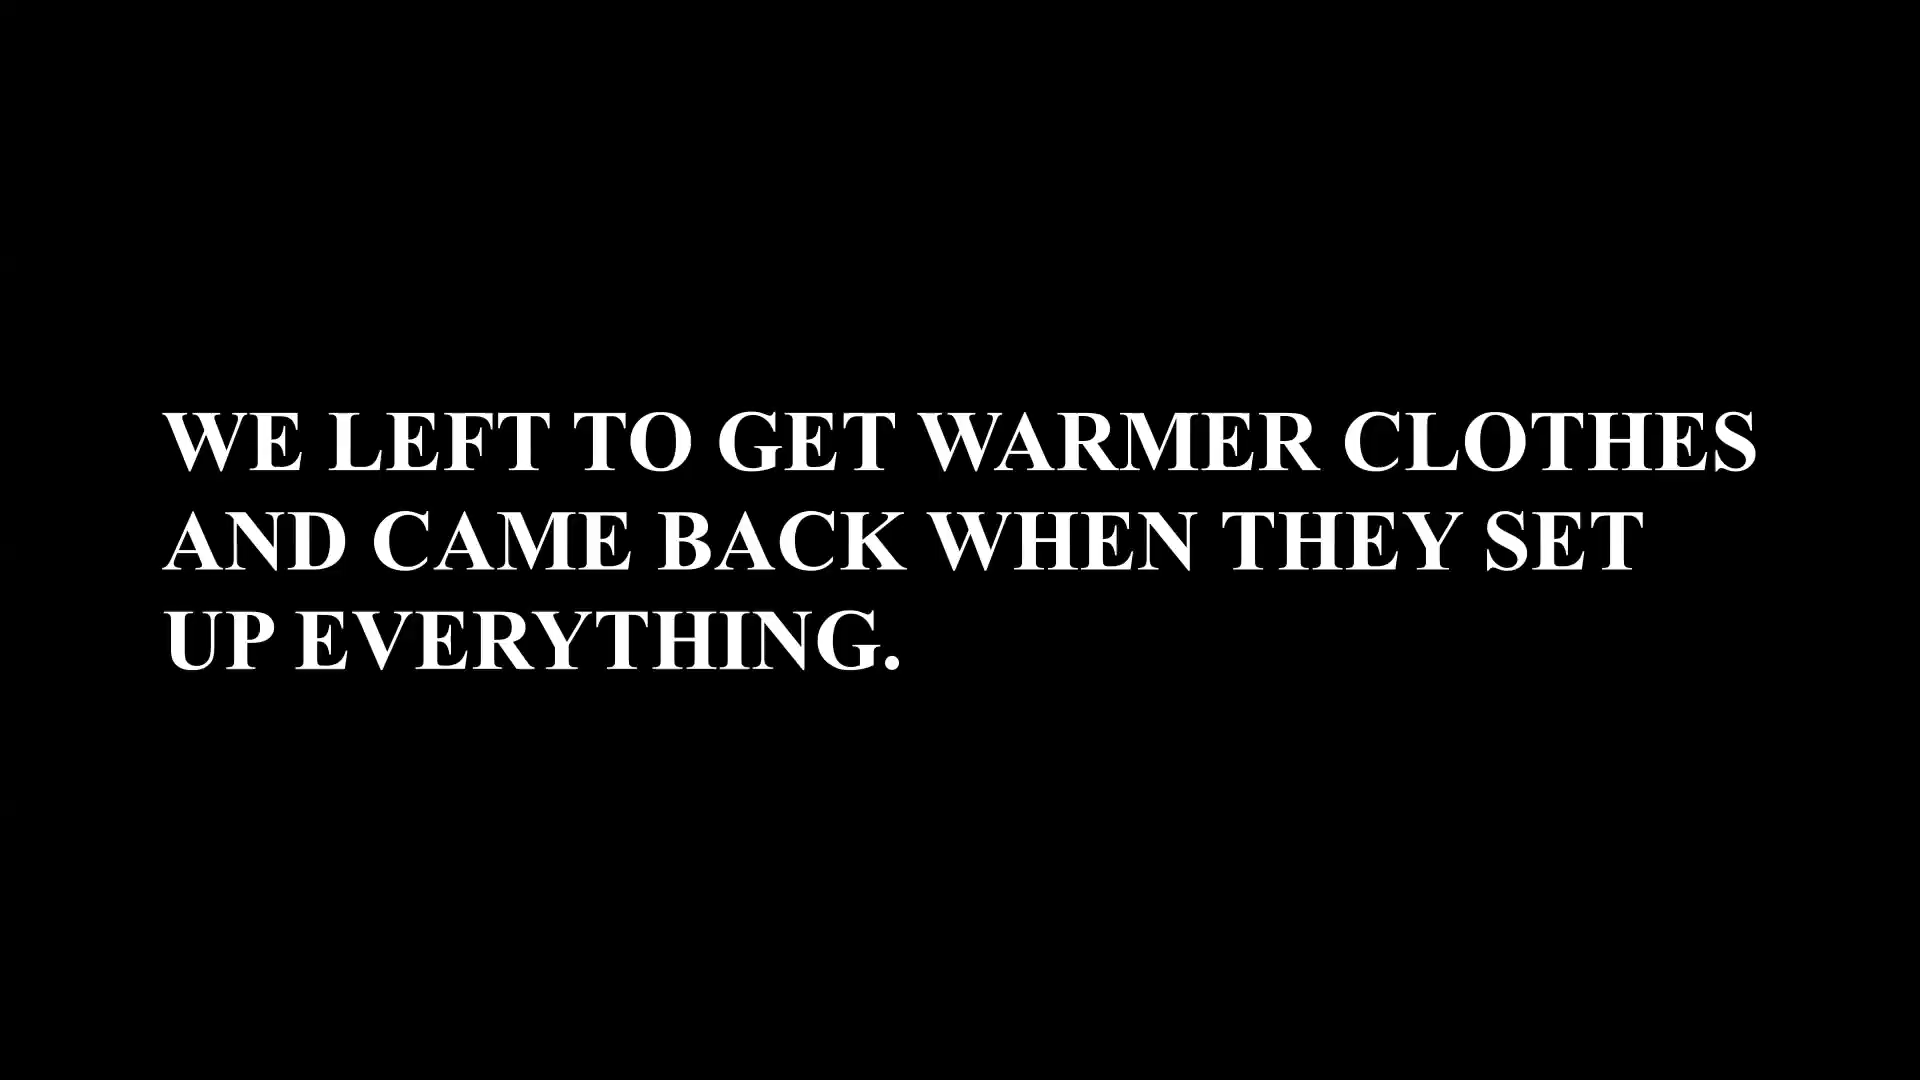 WE LEFT TO GET WARMER CLOTHES
AND CAME BACK WHEN THEY SET
UP EVERYTHING.